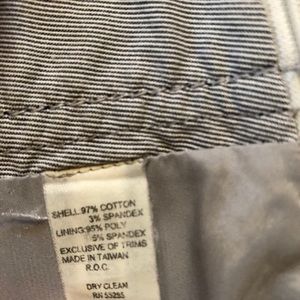 SHELL:97% COTTON
3% SPANDEX
LINING:95% POLY
5% SPANDEX
EXCLUSIVE OF TRIMS
MADE IN TAIWAN
R.O.C.
DRY CLEAN
RN 55285